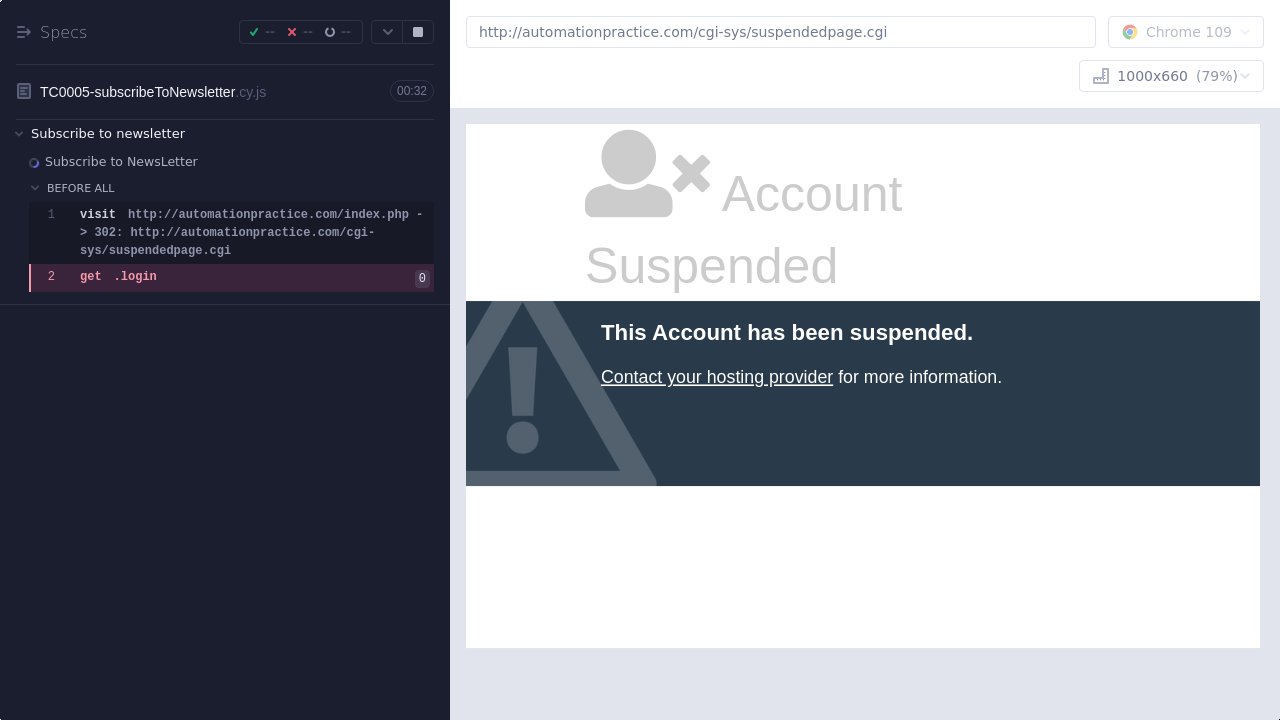 Specs
--
--
--
TC0005-subscribeToNewsletter.cy.js
00:32
Subscribe to newsletter
Subscribe to NewsLetter
BEFORE ALL
1 visit http://automationpractice.com/index.php -
> 302: http://automationpractice.com/cgi-
sys/suspendedpage.cgi
2 get .login 0
http://automationpractice.com/cgi-sys/suspendedpage.cgi
Chrome 109
1000x660 (79%)
Account
Suspended
This Account has been suspended.
Contact your hosting provider for more information.